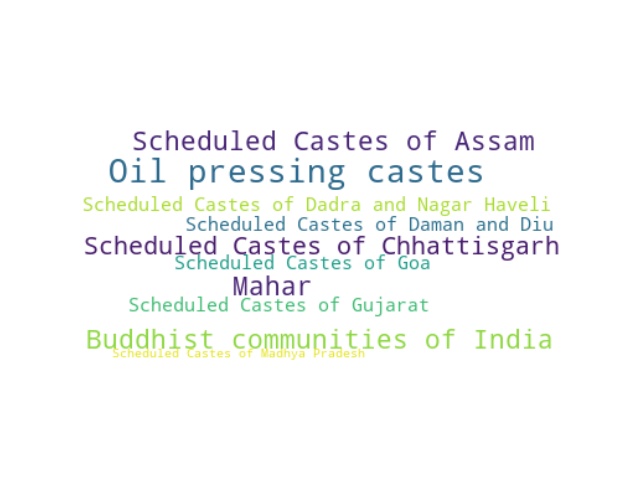 Scheduled Castes of Assam
Oil pressing castes
Scheduled Castes of Dadra and Nagar Haveli
Scheduled Castes of Daman and Diu
Scheduled Castes of Chhattisgarh
Scheduled Castes of Goa
Mahar
Scheduled Castes of Gujarat
Buddhist communities of India
Scheduled Castes of Madhya Pradesh